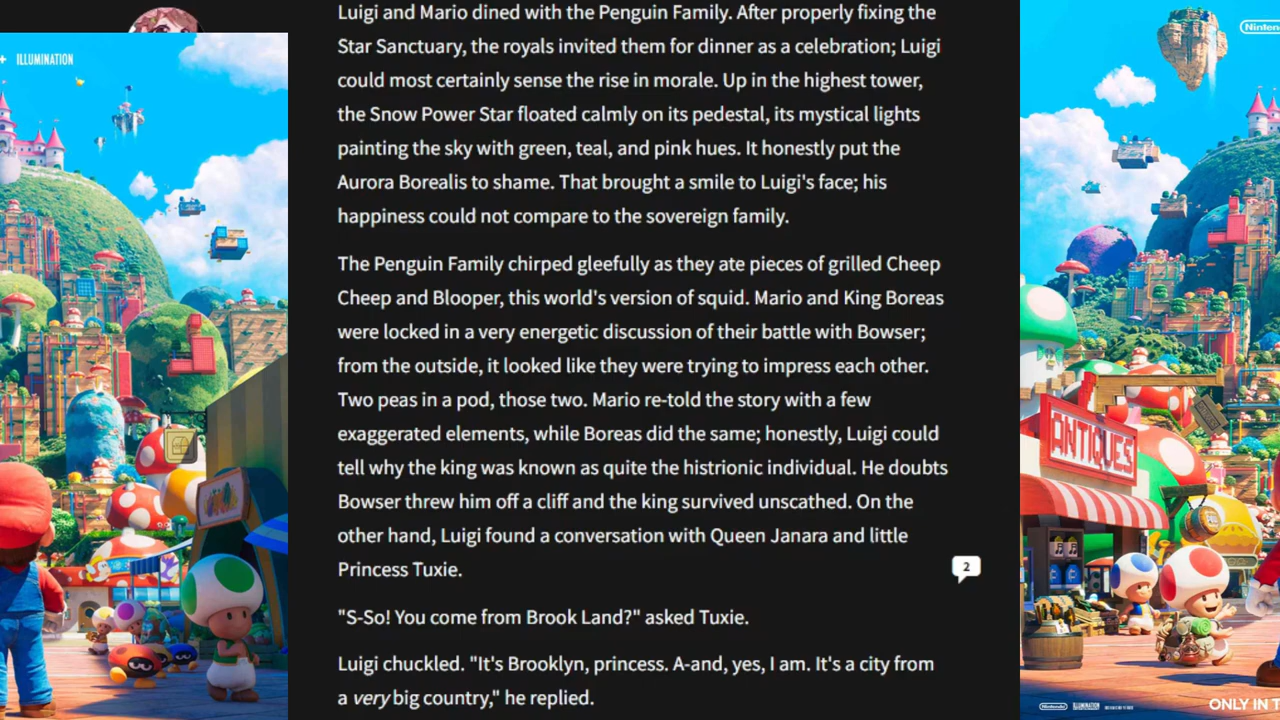 ILLUMINATION
Luigi and Mario dined with the Penguin Family. After properly fixing the
Star Sanctuary, the royals invited them for dinner as a celebration; Luigi
could most certainly sense the rise in morale. Up in the highest tower,
the Snow Power Star floated calmly on its pedestal, its mystical lights
painting the sky with green, teal, and pink hues. It honestly put the
Aurora Borealis to shame. That brought a smile to Luigi's face; his
happiness could not compare to the sovereign family.
The Penguin Family chirped gleefully as they ate pieces of grilled Cheep
Cheep and Blooper, this world's version of squid. Mario and King Boreas
were locked in a very energetic discussion of their battle with Bowser;
from the outside, it looked like they were trying to impress each other.
Two peas in a pod, those two. Mario re-told the story with a few
exaggerated elements, while Boreas did the same; honestly, Luigi could
tell why the king was known as quite the histrionic individual. He doubts
Bowser threw him off a cliff and the king survived unscathed. On the
other hand, Luigi found a conversation with Queen Janara and little
Princess Tuxie.
2
"S-So! You come from Brook Land?" asked Tuxie.
Luigi chuckled. "It's Brooklyn, princess. A-and, yes, I am. It's a city from
a very big country," he replied.
Ninten
ANTIQUES
Nintendo
ILLUMINATION
ONLY IN T